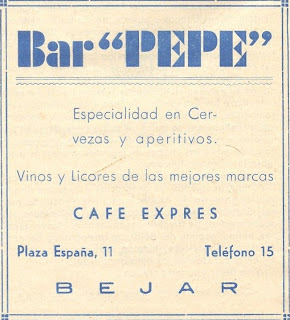 Bar "PEPE"
Especialidad en Cer-
vezas y aperitivos.
Vinos y Licores de las mejores marcas
CAFE EXPRES
Plaza España, 11 Teléfono 15
BEJAR